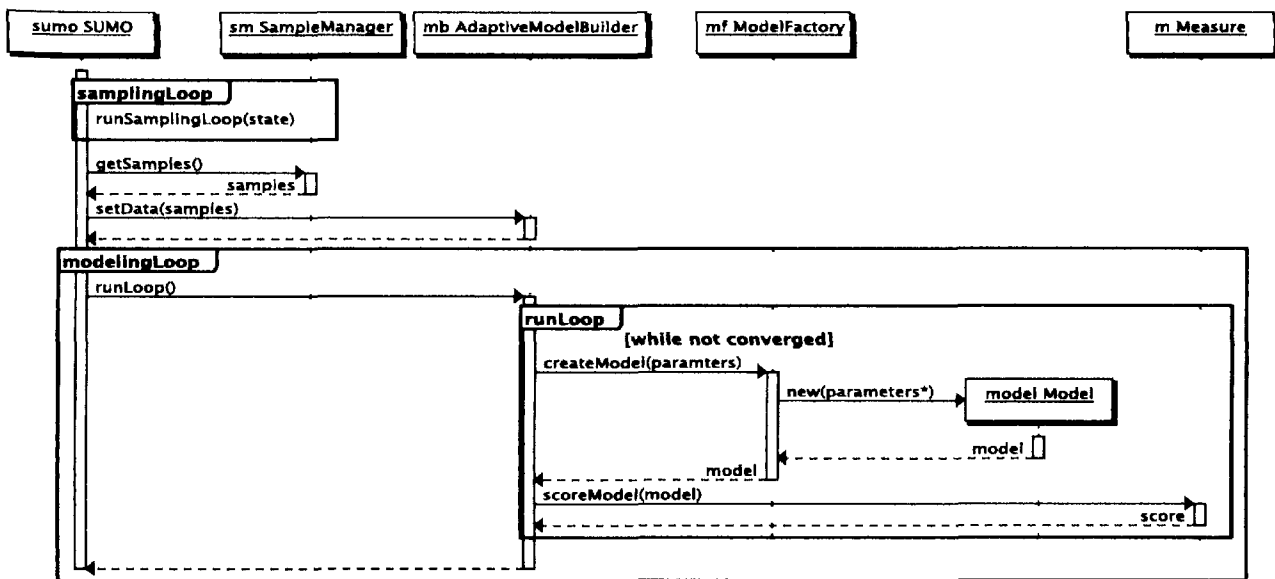 sumo SUMO
sm SampleManager
mb AdaptiveModelBuilder
mf ModelFactory
m Measure
samplingLoop
runSamplingLoop(state)
getSamples()
samples
setData(samples)
modelingLoop
runLoop()
runLoop
[while not converged]
createModel(paramters)
new(parameters*)
model Model
model
model
scoreModel(model)
score